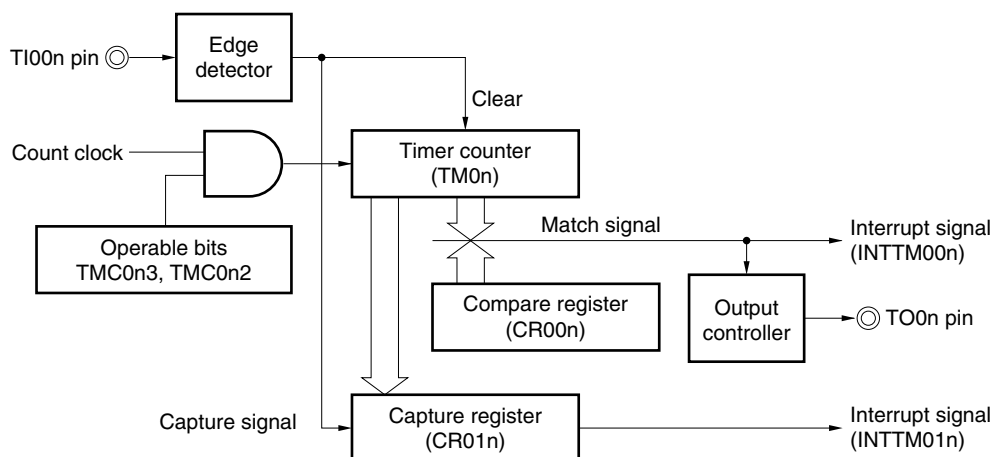 Edge
detector
TI00n pin
Clear
Count clock
Timer counter
(TM0n)
Operable bits
TMC0n3, TMC0n2
Match signal
Interrupt signal
(INTTM00n)
Compare register
(CR00n)
Output
controller
TO0n pin
Capture signal
Capture register
(CR01n)
Interrupt signal
(INTTM01n)